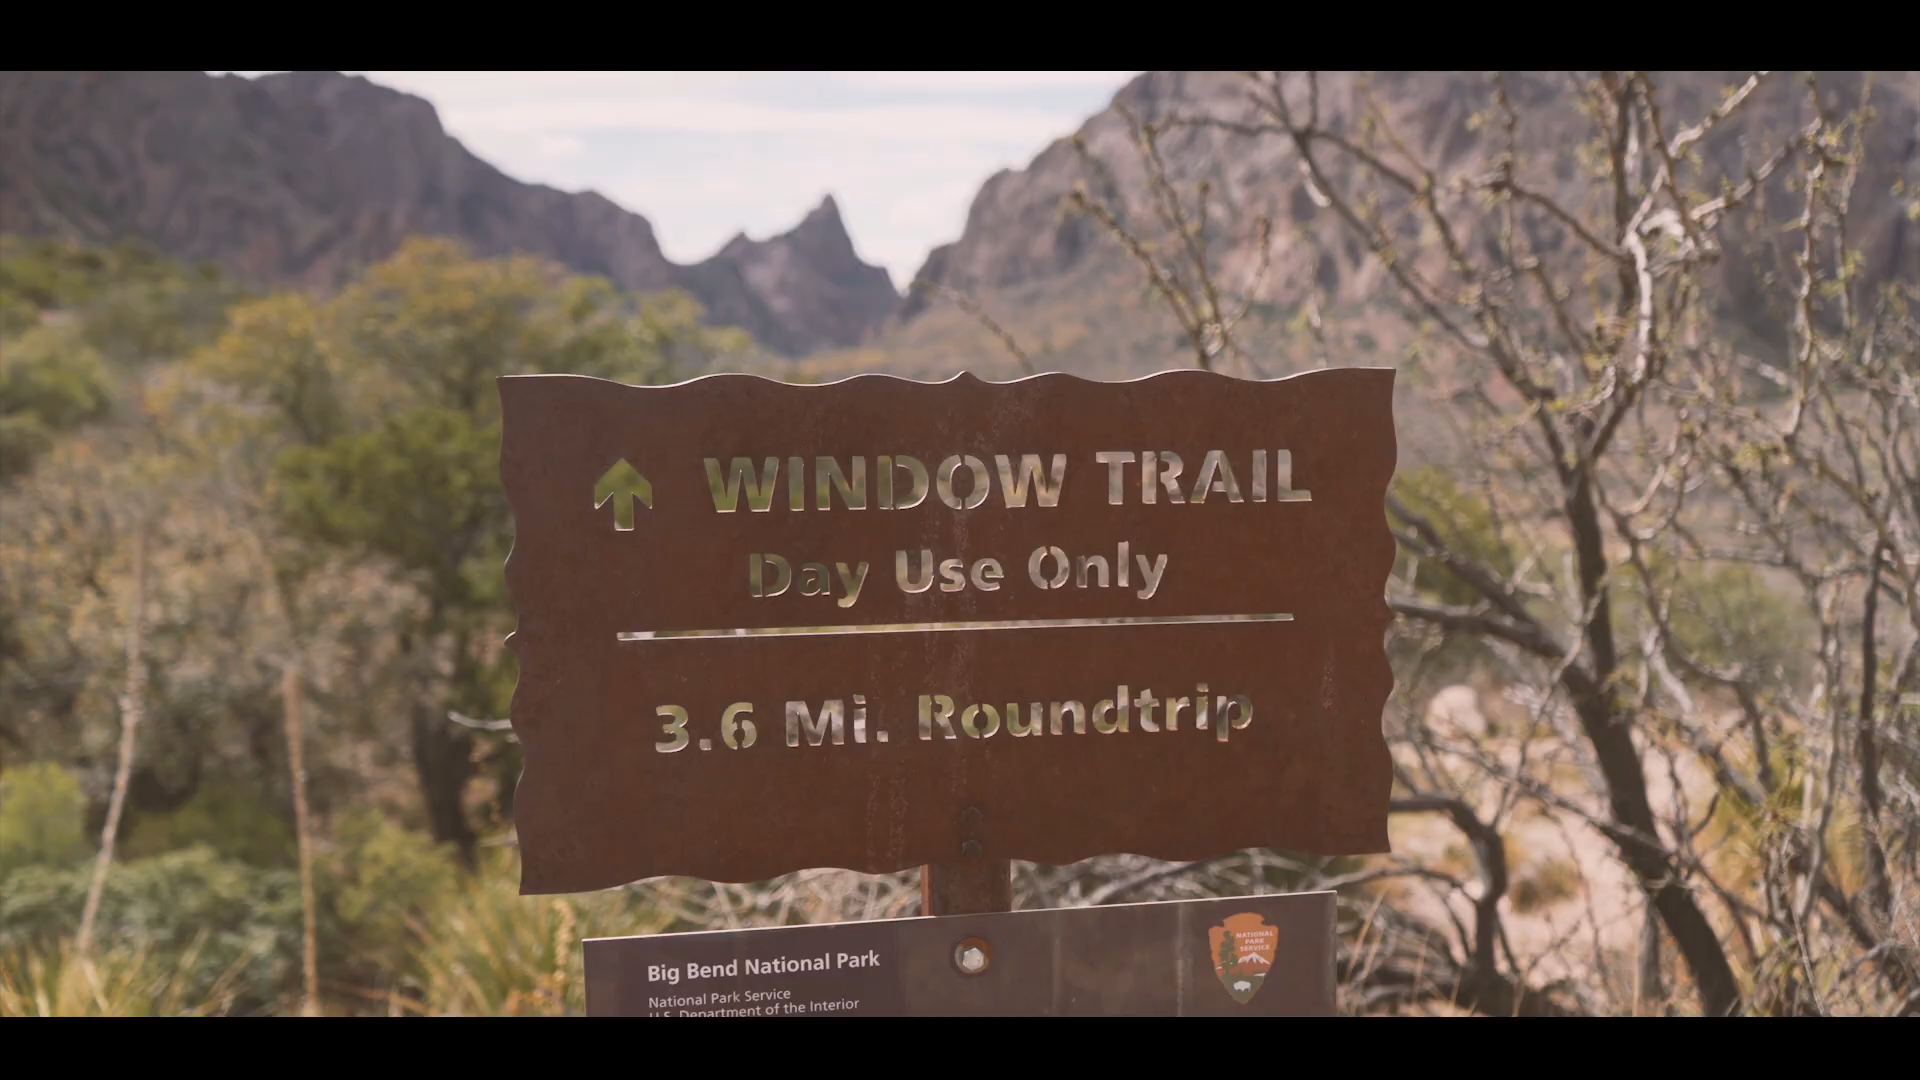 WINDOW TRAIL
Day Use Only
3.6 Mi. Roundtrip
Big Bend National Park
National Park Service
U.S. Department of the Interior
NATIONAL
PARK
SERVICE